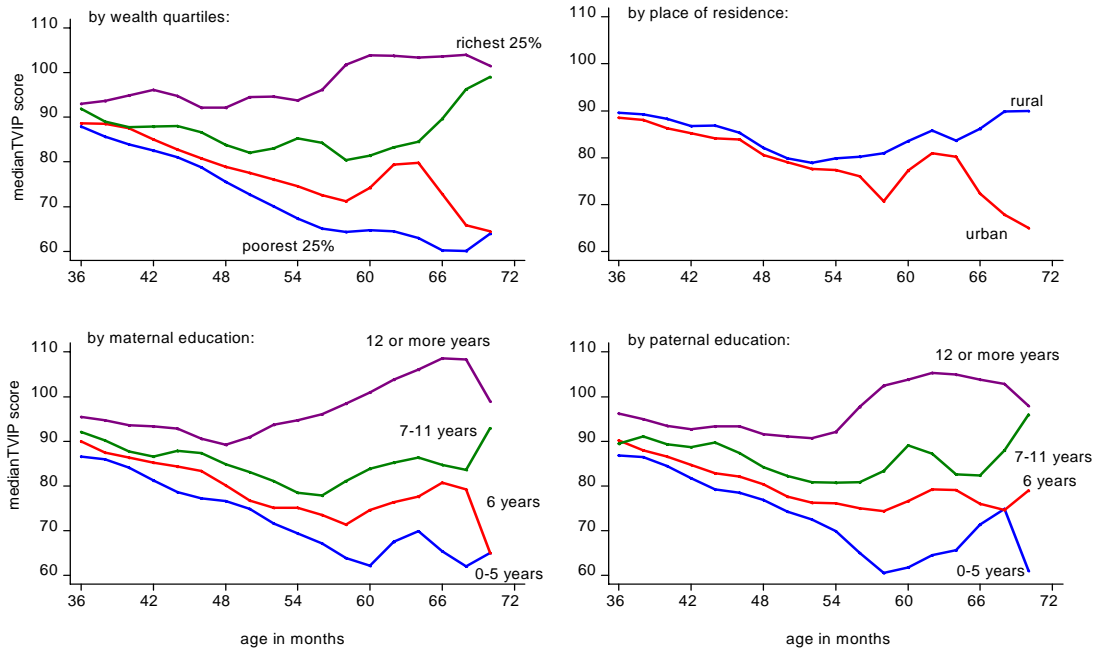 by wealth quartiles:
110
100
90
80
70
60
medianTVIP score
richest 25%
poorest 25%
36 42 48 54 60 66 72
by place of residence:
110
100
90
80
70
60
rural
urban
36 42 48 54 60 66 72
by maternal education:
110
100
90
80
70
60
medianTVIP score
12 or more years
7-11 years
6 years
0-5 years
36 42 48 54 60 66 72
age in months
by paternal education:
110
100
90
80
70
60
12 or more years
7-11 years
6 years
0-5 years
36 42 48 54 60 66 72
age in months